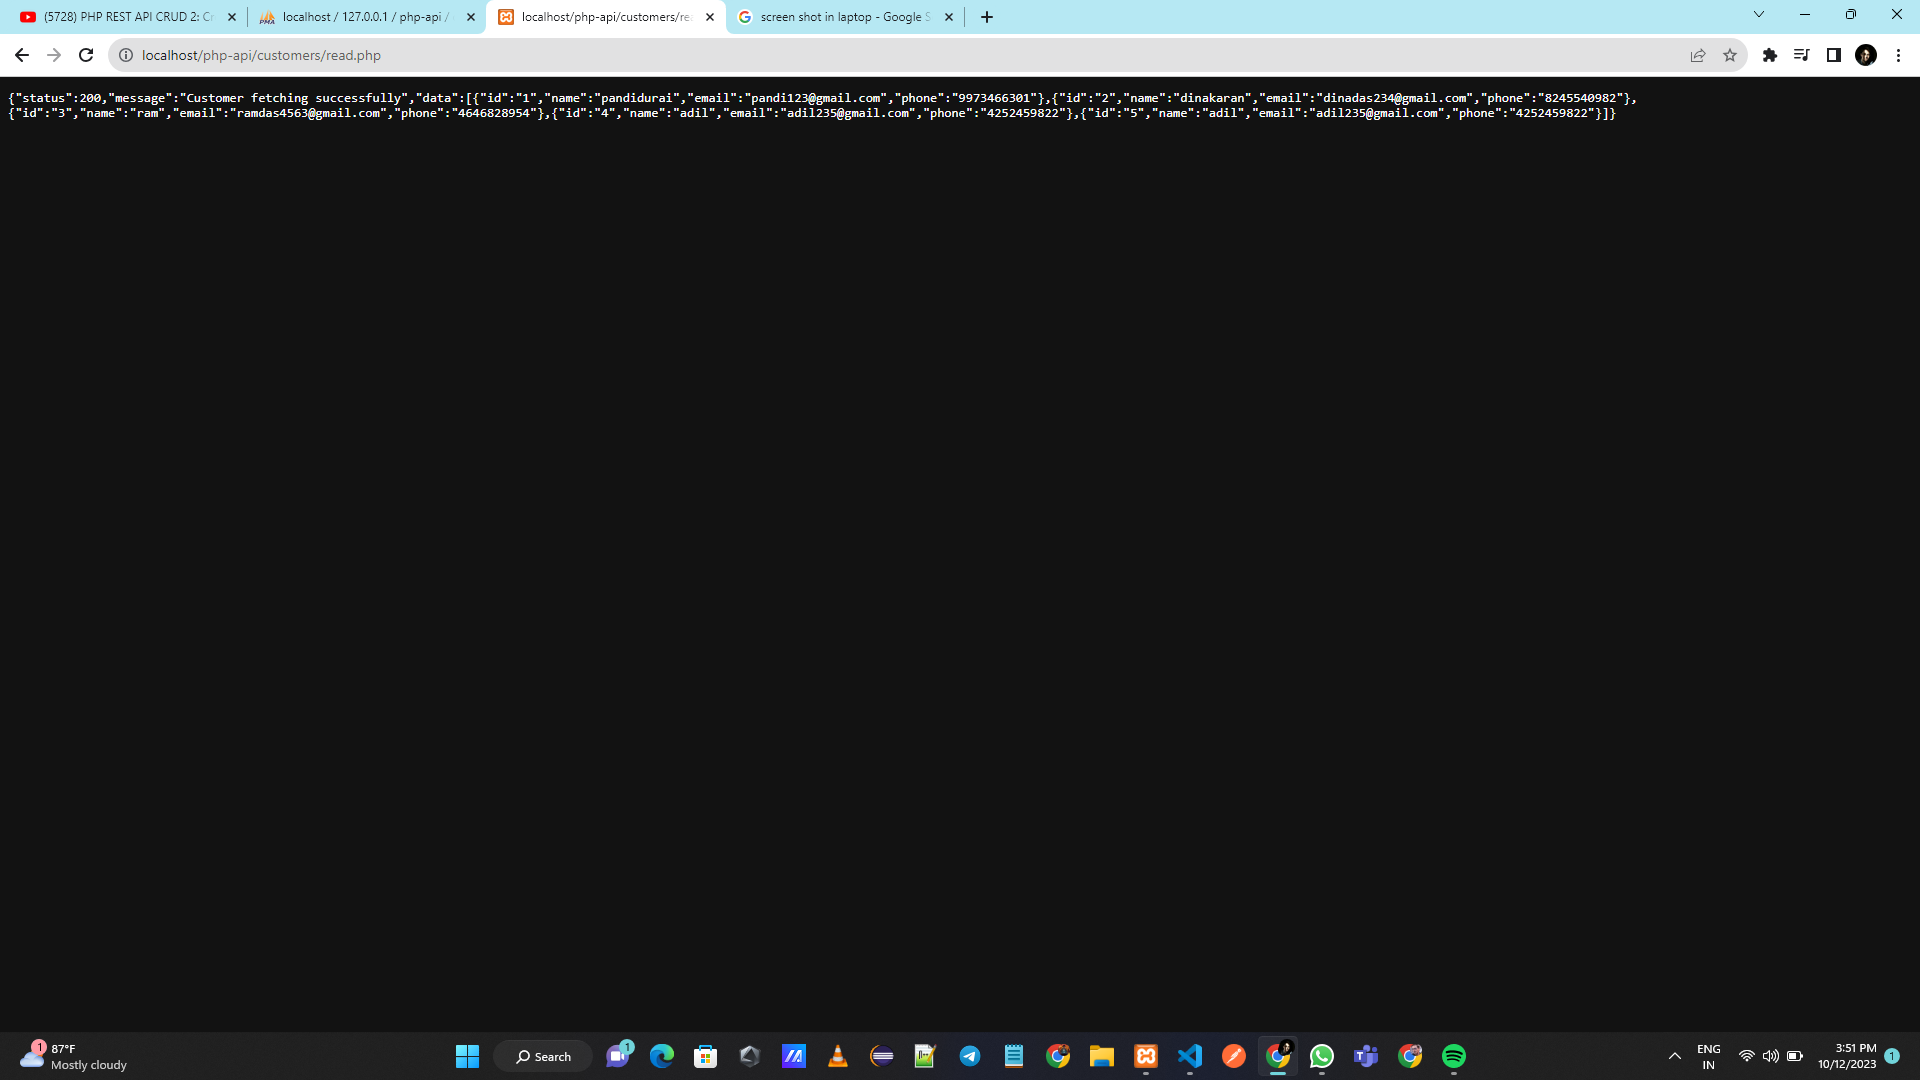 (5728) PHP REST API CRUD 2: Cr
localhost / 127.0.0.1 / php-api /
localhost/php-api/customers/re
screen shot in laptop - Google S
localhost/php-api/customers/read.php
{"status":200,"message":"Customer fetching successfully","data":[{"id":"1","name":"pandidurai","email":"pandi123@gmail.com","phone":"9973466301"},{"id":"2","name":"dinakaran","email":"dinadas234@gmail.com","phone":"8245540982"},
{"id":"3","name":"ram","email":"ramdas4563@gmail.com","phone":"4646828954"},{"id":"4","name":"adil","email":"adil235@gmail.com","phone":"4252459822"},{"id":"5","name":"adil","email":"adil235@gmail.com","phone":"4252459822"}]}
1
87°F
Mostly cloudy
Search
1
ENG
IN
3:51 PM
10/12/2023
1